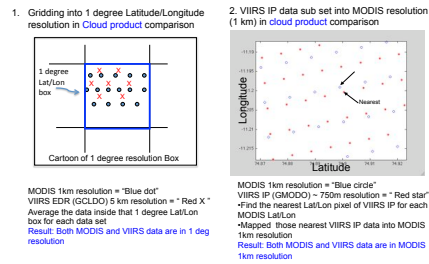 1. Gridding into 1 degree Latitude/Longitude
resolution in Cloud product comparison
1 degree
Lat/Lon
box
X X
X X X
X X
Cartoon of 1 degree resolution Box
MODIS 1km resolution = "Blue dot"
VIIRS EDR (GCLDO) 5 km resolution = " Red X "
Average the data inside that 1 degree Lat/Lon
box for each data set
Result: Both MODIS and VIIRS data are in 1 deg
resolution
2. VIIRS IP data sub set into MODIS resolution
(1 km) in cloud product comparison
Longitude
Nearest
Latitude
MODIS 1km resolution = "Blue circle"
VIIRS IP (GMODO) ~ 750m resolution = " Red star"
•Find the nearest Lat/Lon pixel of VIIRS IP for each
MODIS Lat/Lon
•Mapped those nearest VIIRS IP data into MODIS
1km resolution
Result: Both MODIS and VIIRS data are in MODIS
1km resolution